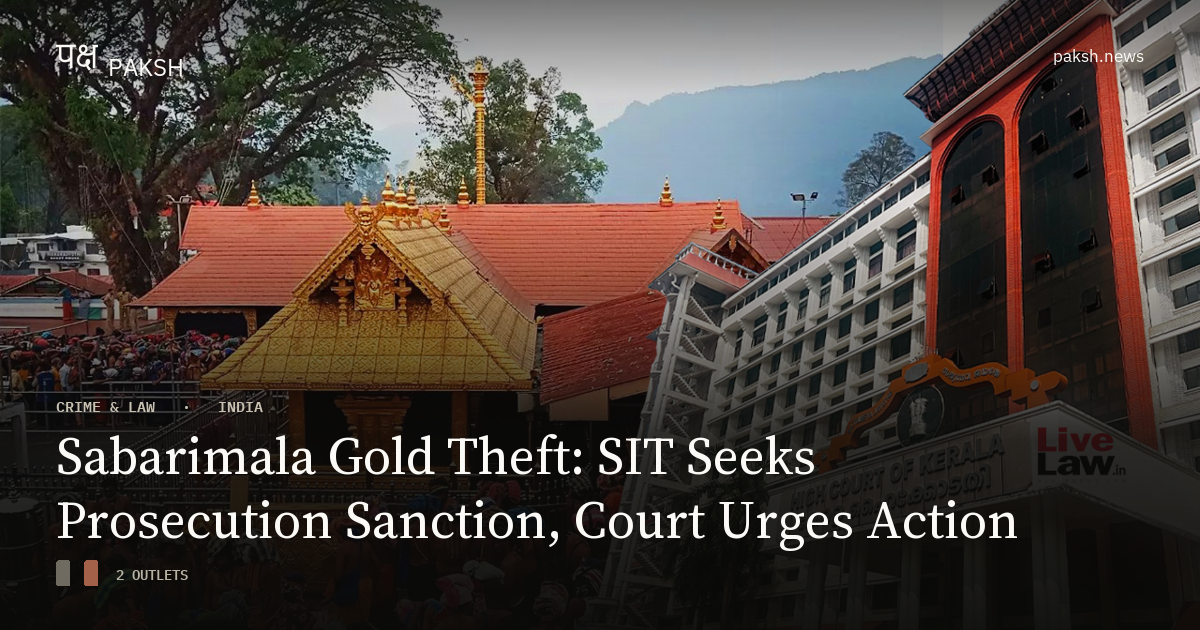 पक्ष PAKSH
paksh.news
CRIME & LAW · INDIA
Sabarimala Gold Theft: SIT Seeks
Prosecution Sanction, Court Urges Action
2 OUTLETS
HIGH COURT OF KERALA
Live
Law.in